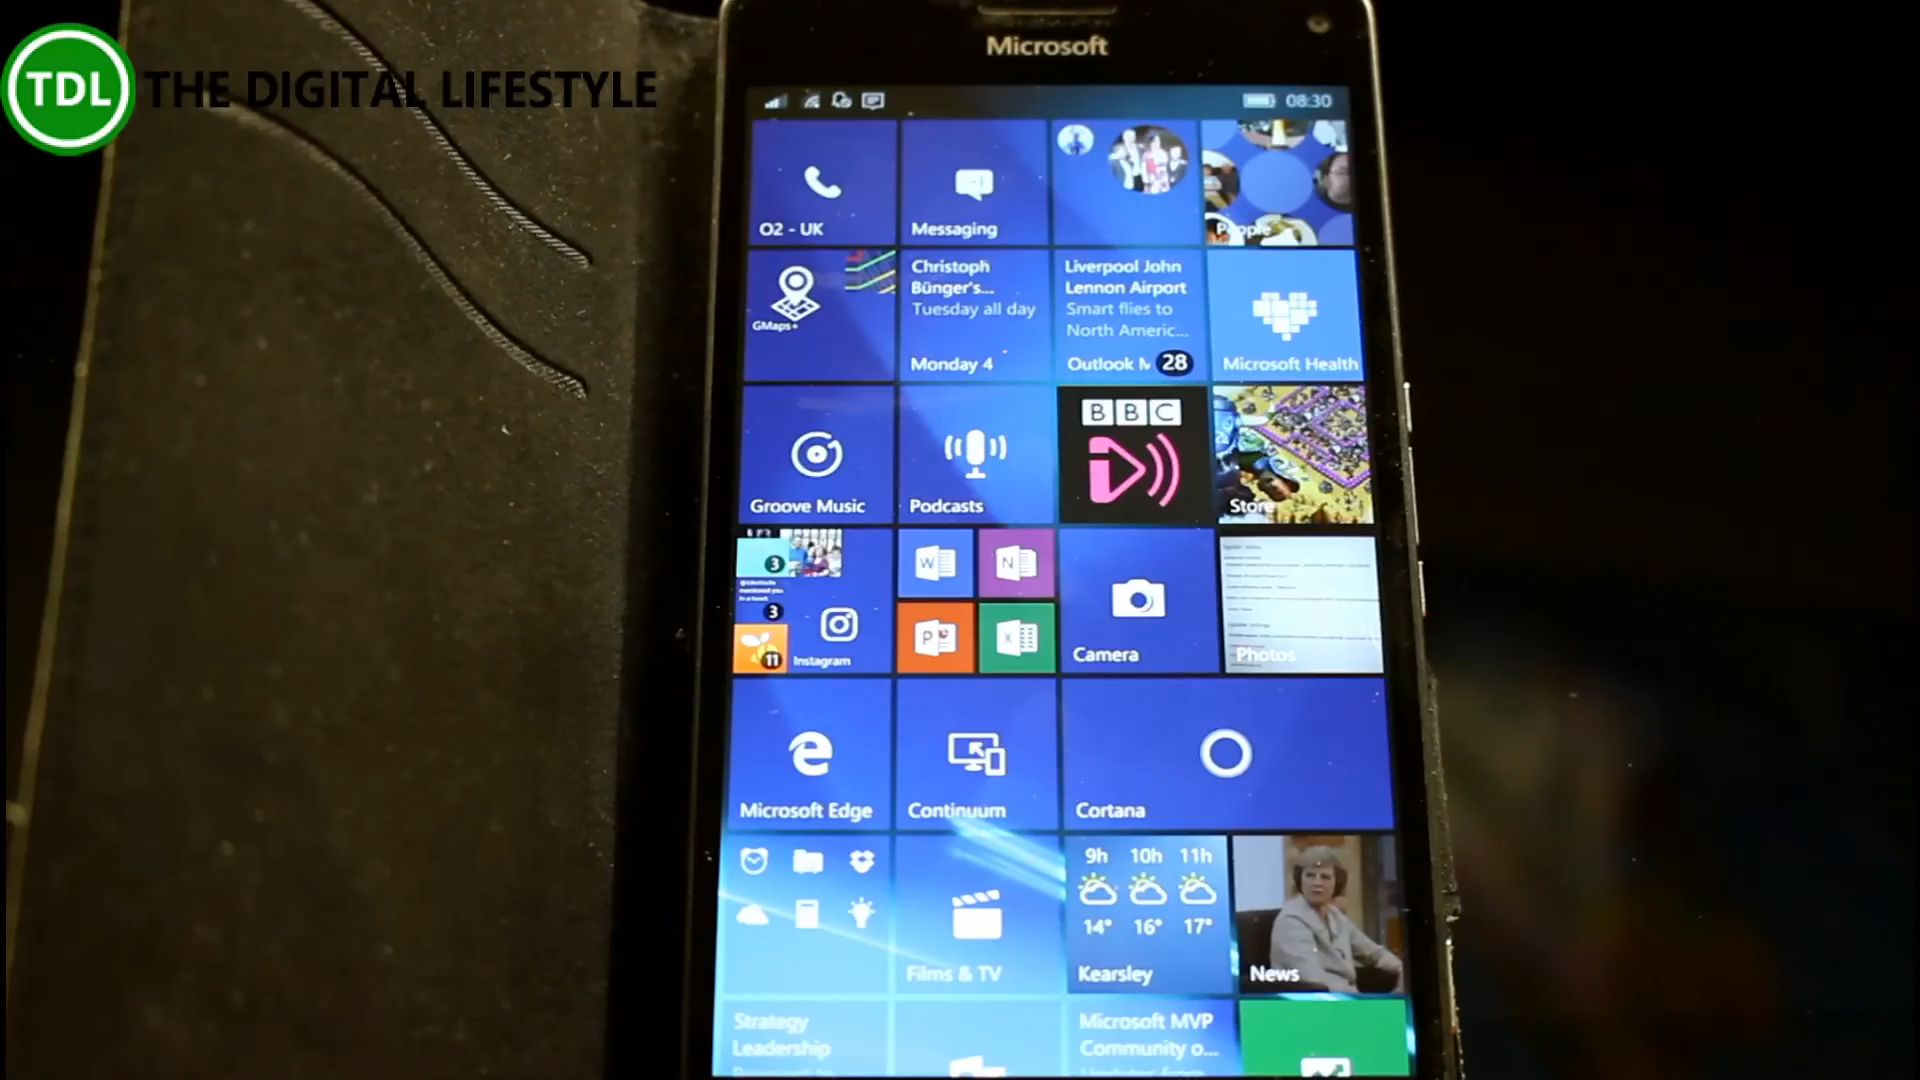 TDL THE DIGITAL LIFESTYLE
Microsoft
08:30
O2 - UK
Messaging
People
GMaps+
Christoph
Bünger's...
Tuesday all day
Monday 4
Liverpool John
Lennon Airport
Smart flies to
North Americ...
Outlook M 28
Microsoft Health
Groove Music
Podcasts
BBC
Store
3
3
11
Instagram
W
N
P
X
Camera
Photos
Microsoft Edge
Continuum
Cortana
Films & TV
9h 10h 11h
14° 16° 17°
Kearsley
News
Strategy
Leadership
Microsoft MVP
Community o...